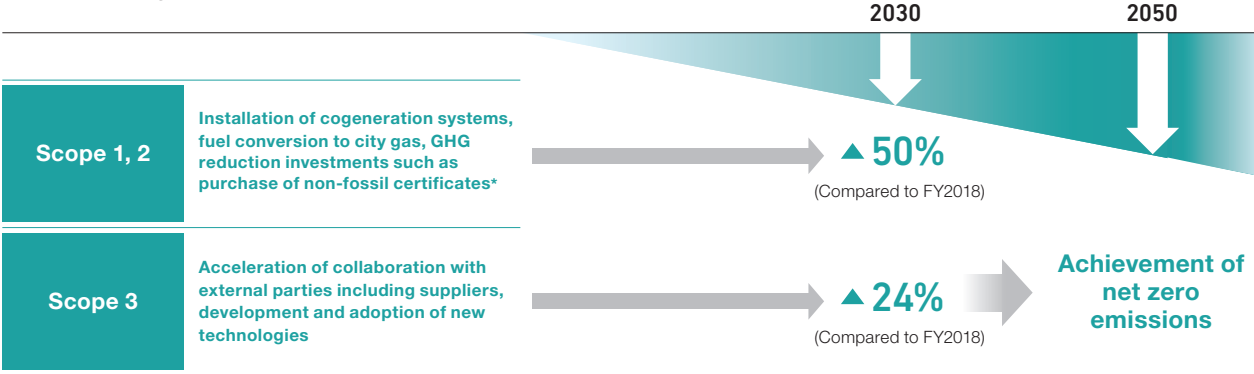 2030
2050
Scope 1, 2
Installation of cogeneration systems,
fuel conversion to city gas, GHG
reduction investments such as
purchase of non-fossil certificates*
▲ 50%
(Compared to FY2018)
Scope 3
Acceleration of collaboration with
external parties including suppliers,
development and adoption of new
technologies
▲ 24%
(Compared to FY2018)
Achievement of
net zero
emissions